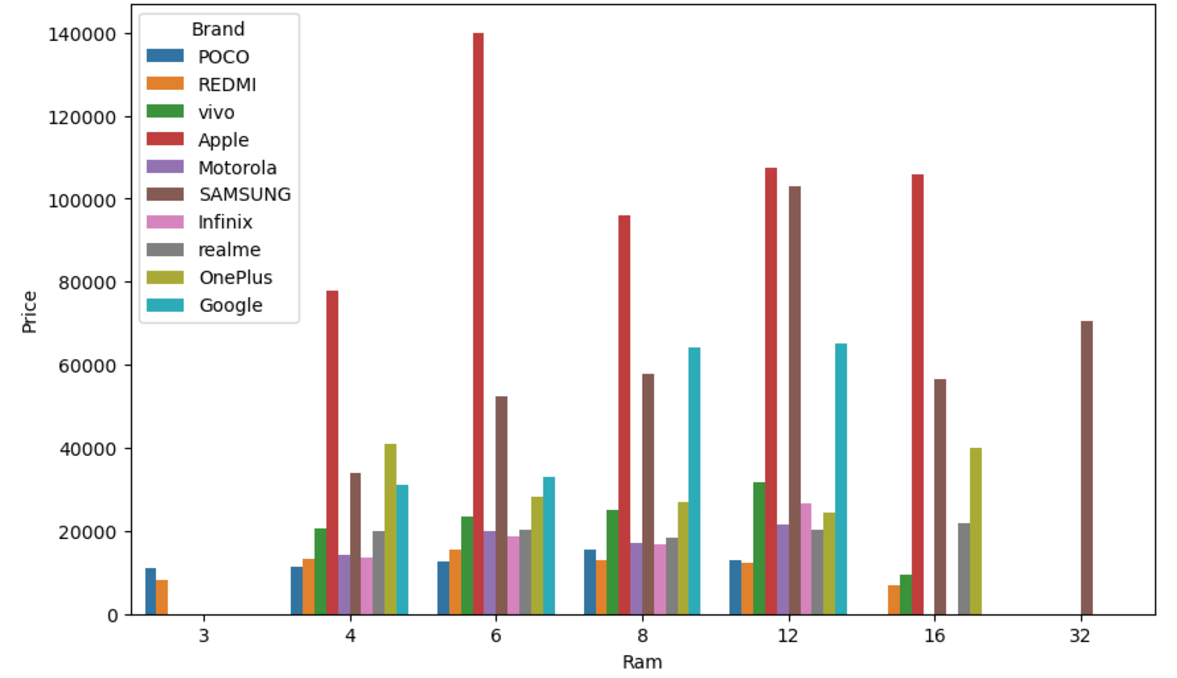 Brand
POCO
REDMI
vivo
Apple
Motorola
SAMSUNG
Infinix
realme
OnePlus
Google
140000
120000
100000
80000
60000
40000
20000
0
Price
3 4 6 8 12 16 32
Ram